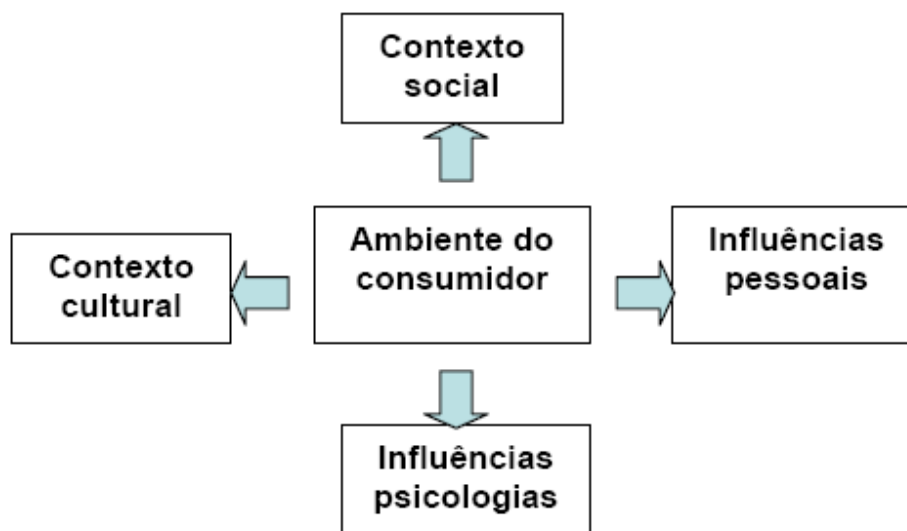 Contexto
social
Contexto
cultural
Ambiente do
consumidor
Influências
pessoais
Influências
psicologias